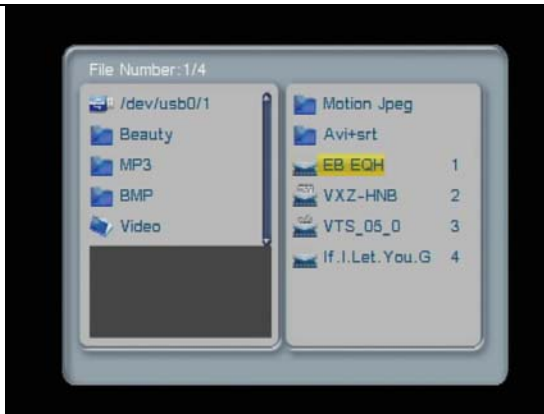 File Number:1/4
/dev/usb0/1
Beauty
MP3
BMP
Video
Motion Jpeg
Avi+srt
EB EQH 1
VXZ-HNB 2
VTS_05_0 3
If.I.Let.You.G 4